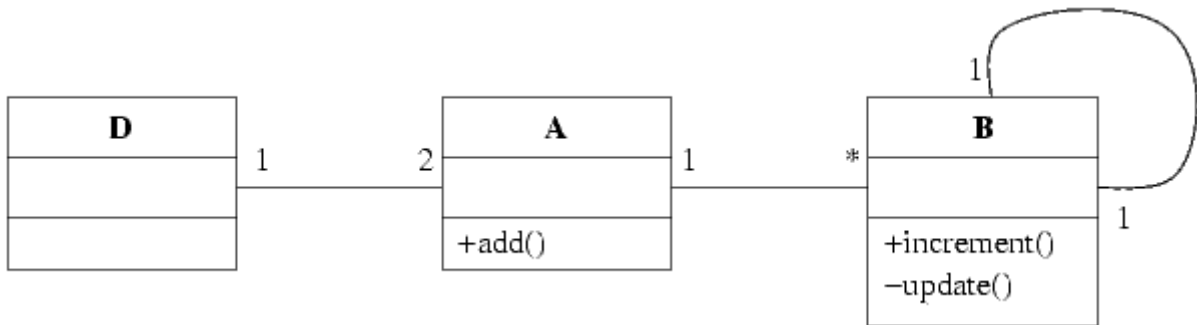 1
D
A
B
1
2
1
*
1
+add()
+increment()
–update()